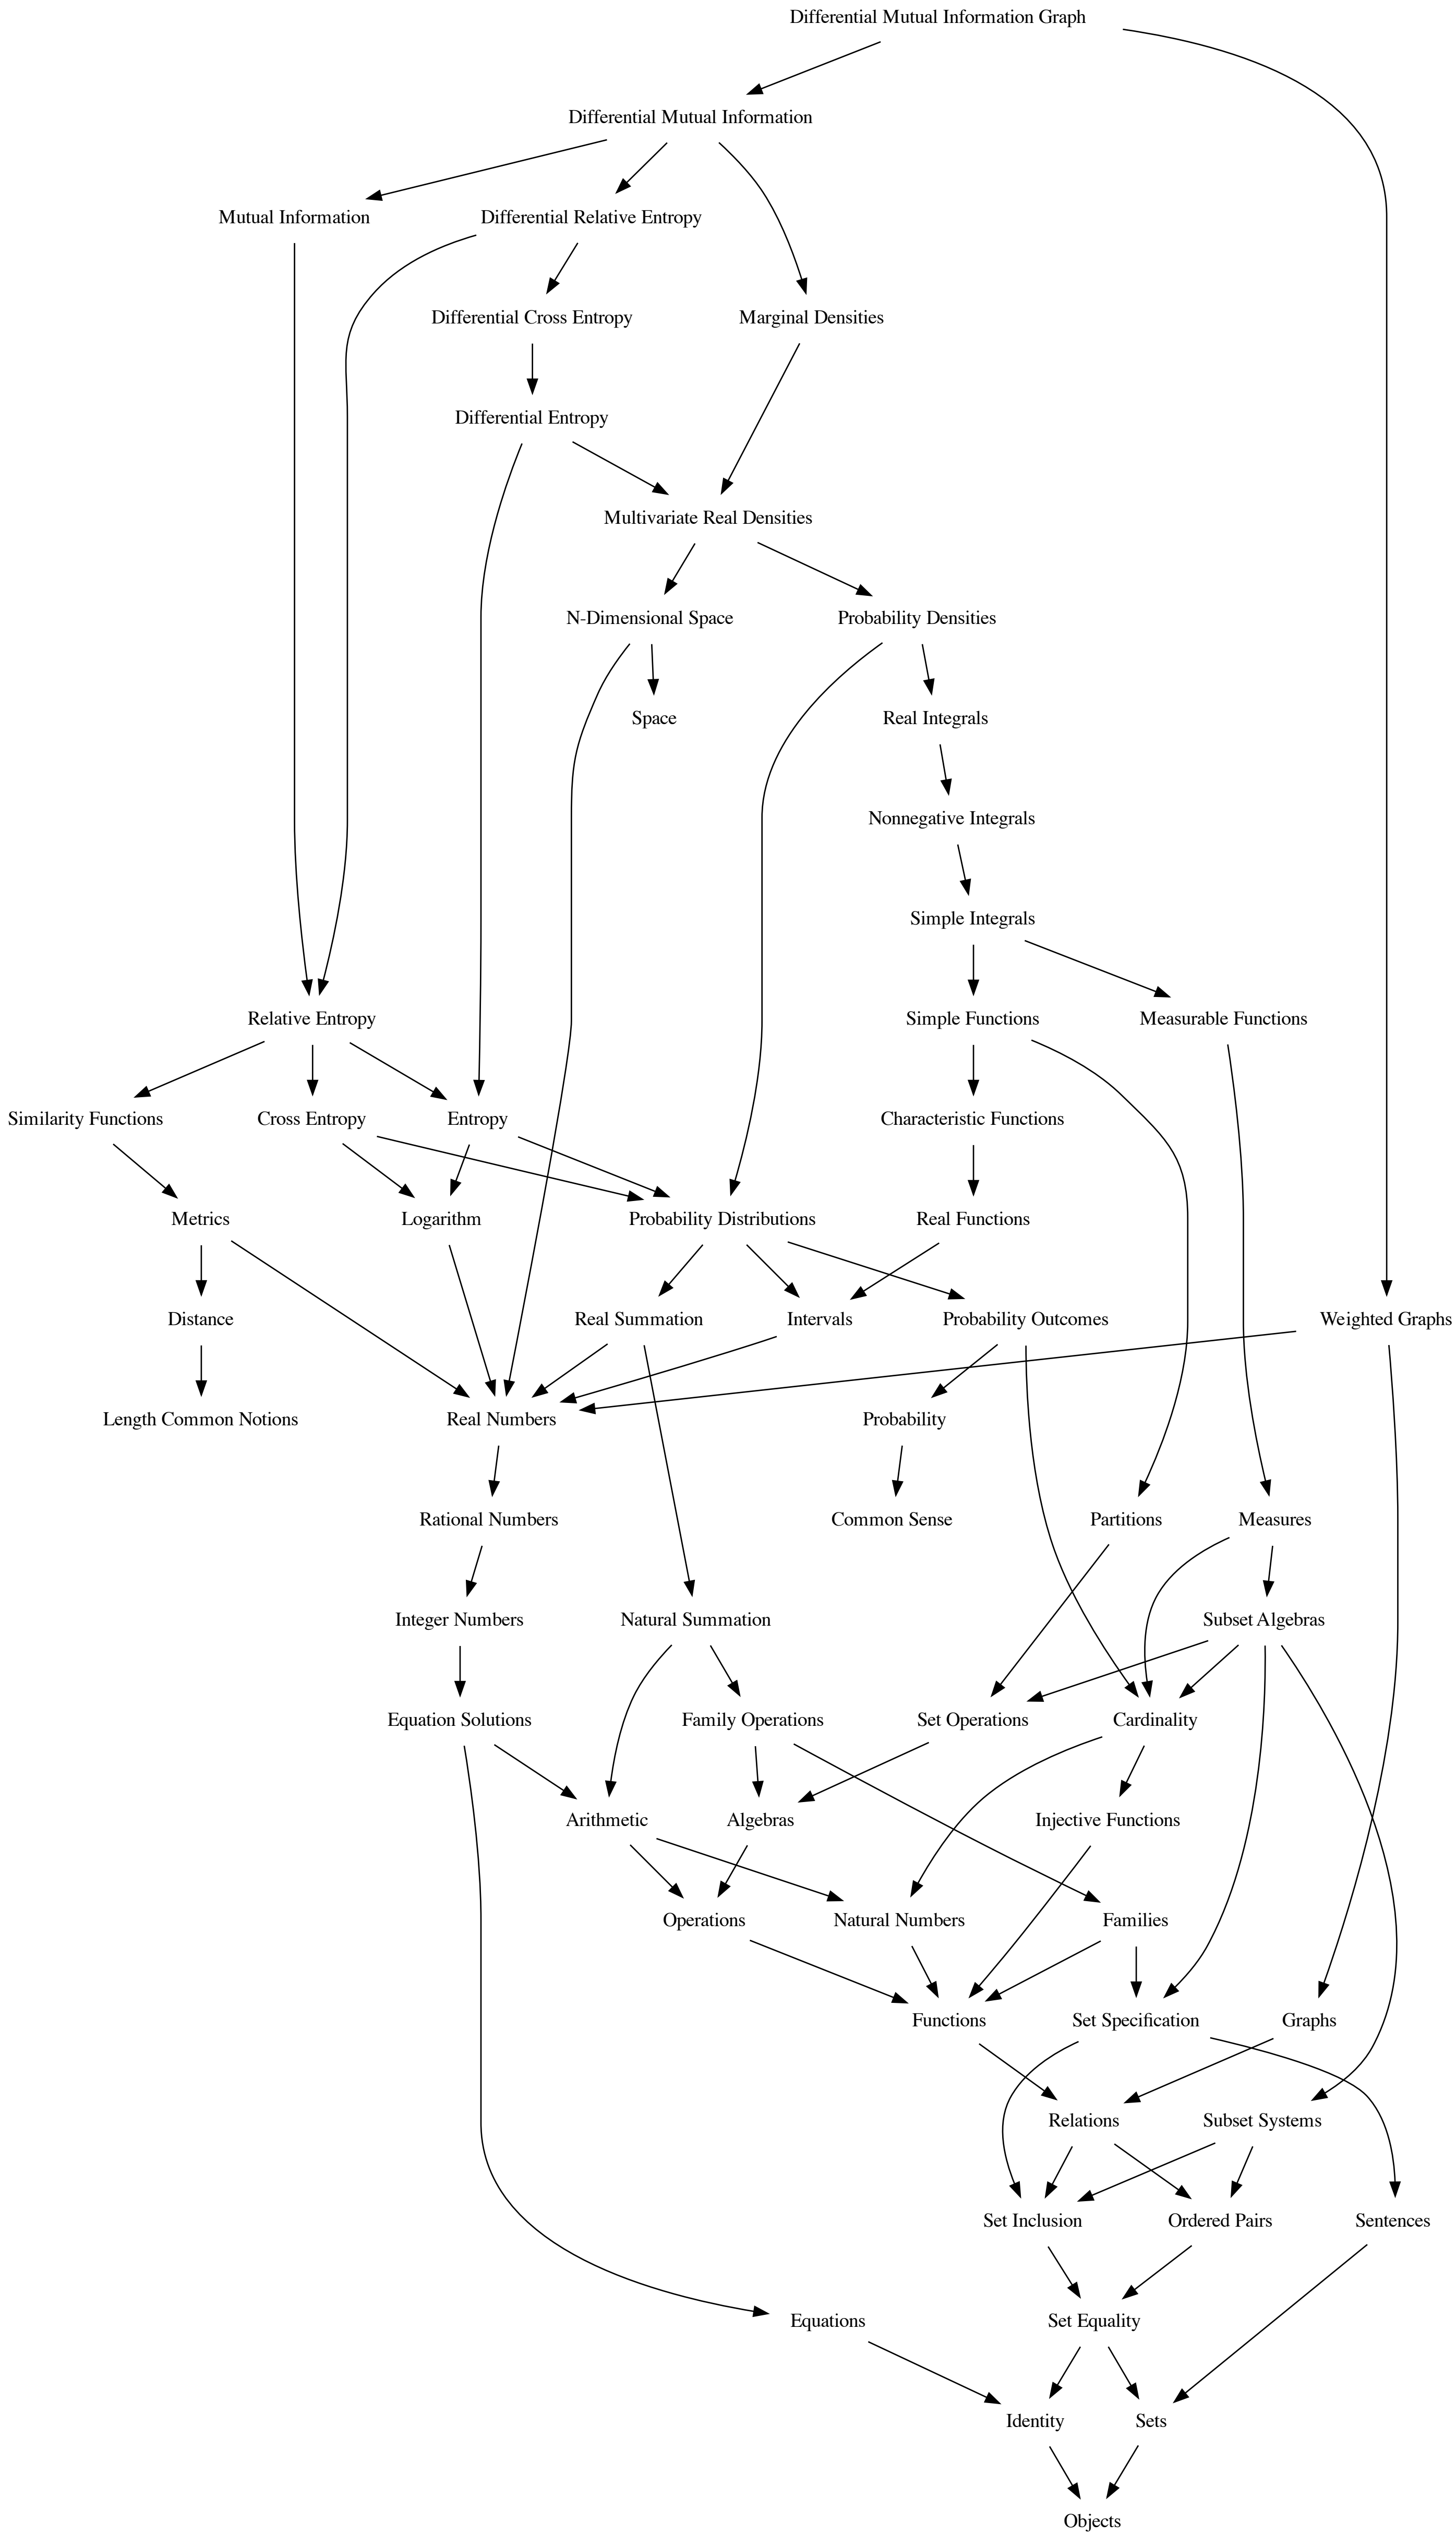 Differential Mutual Information Graph
Differential Mutual Information
Mutual Information
Differential Relative Entropy
Differential Cross Entropy
Marginal Densities
Differential Entropy
Multivariate Real Densities
N-Dimensional Space
Probability Densities
Space
Real Integrals
Nonnegative Integrals
Simple Integrals
Relative Entropy
Simple Functions
Measurable Functions
Similarity Functions
Cross Entropy
Entropy
Characteristic Functions
Metrics
Logarithm
Probability Distributions
Real Functions
Distance
Real Summation
Intervals
Probability Outcomes
Weighted Graphs
Length Common Notions
Real Numbers
Probability
Rational Numbers
Common Sense
Partitions
Measures
Integer Numbers
Natural Summation
Subset Algebras
Equation Solutions
Family Operations
Set Operations
Cardinality
Arithmetic
Algebras
Injective Functions
Operations
Natural Numbers
Families
Functions
Set Specification
Graphs
Relations
Subset Systems
Set Inclusion
Ordered Pairs
Sentences
Equations
Set Equality
Identity
Sets
Objects